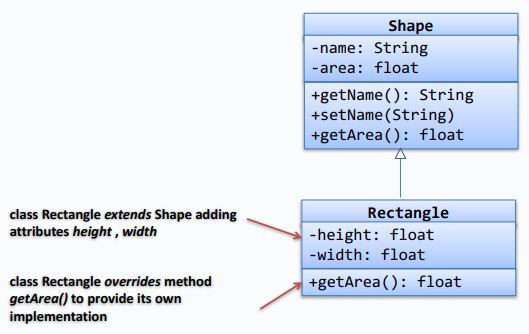 Shape
-name: String
-area: float
+getName(): String
+setName(String)
+getArea(): float
class Rectangle extends Shape adding
attributes height , width
Rectangle
-height: float
-width: float
class Rectangle overrides method
getArea() to provide its own
implementation
+getArea(): float